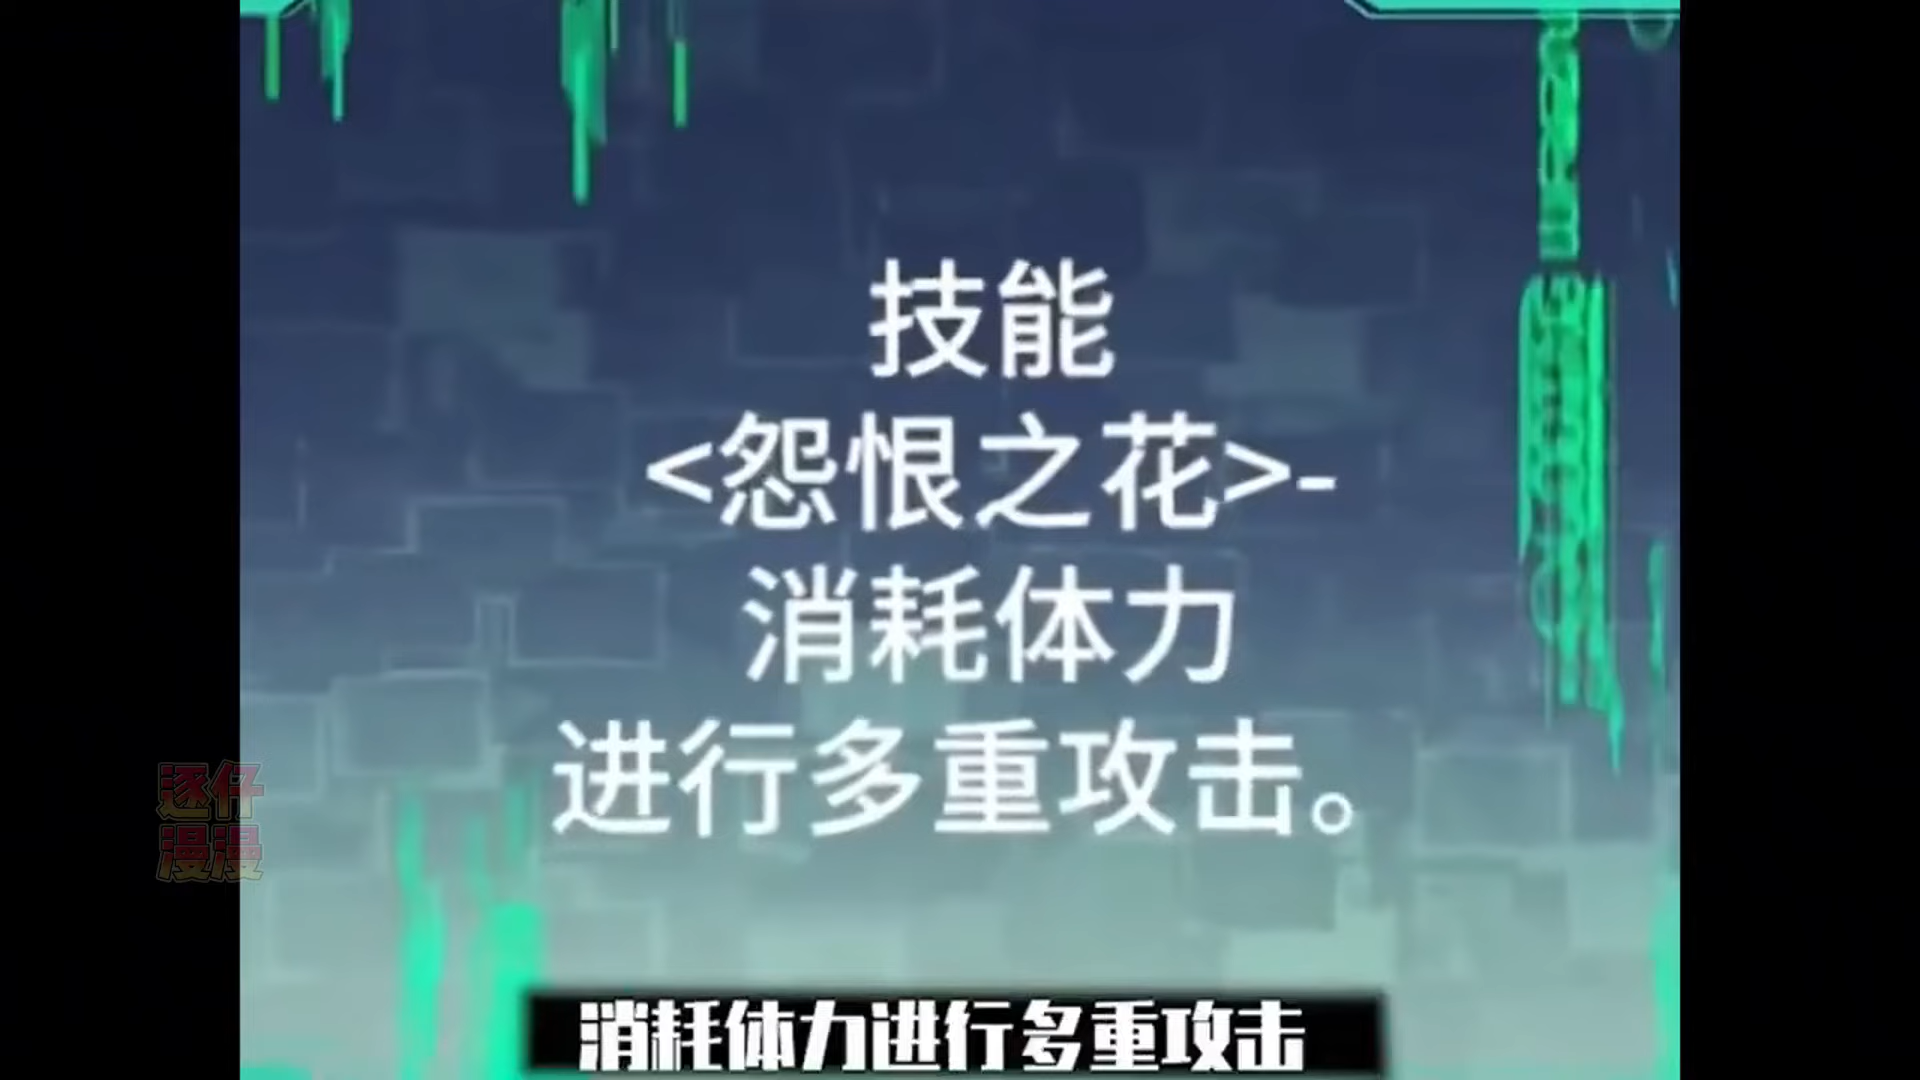 技能
<怨恨之花>-
消耗体力
进行多重攻击。
逐仔
漫漫
消耗体力进行多重攻击